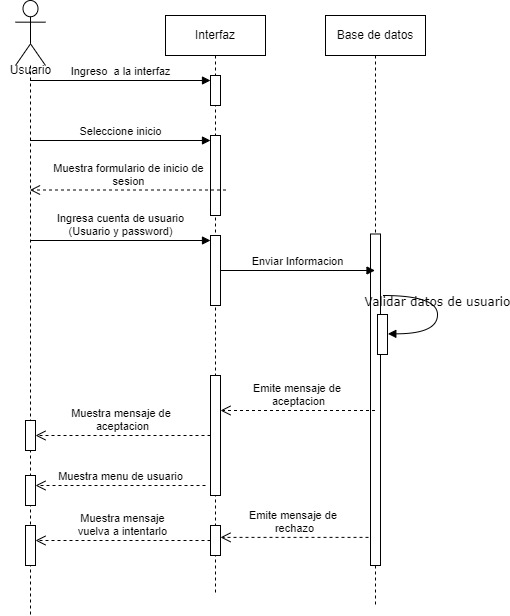 Usuario
Interfaz
Base de datos
Ingreso a la interfaz
Seleccione inicio
Muestra formulario de inicio de
sesion
Ingresa cuenta de usuario
(Usuario y password)
Enviar Informacion
Validar datos de usuario
Emite mensaje de
aceptacion
Muestra mensaje de
aceptacion
Muestra menu de usuario
Emite mensaje de
rechazo
Muestra mensaje
vuelva a intentarlo